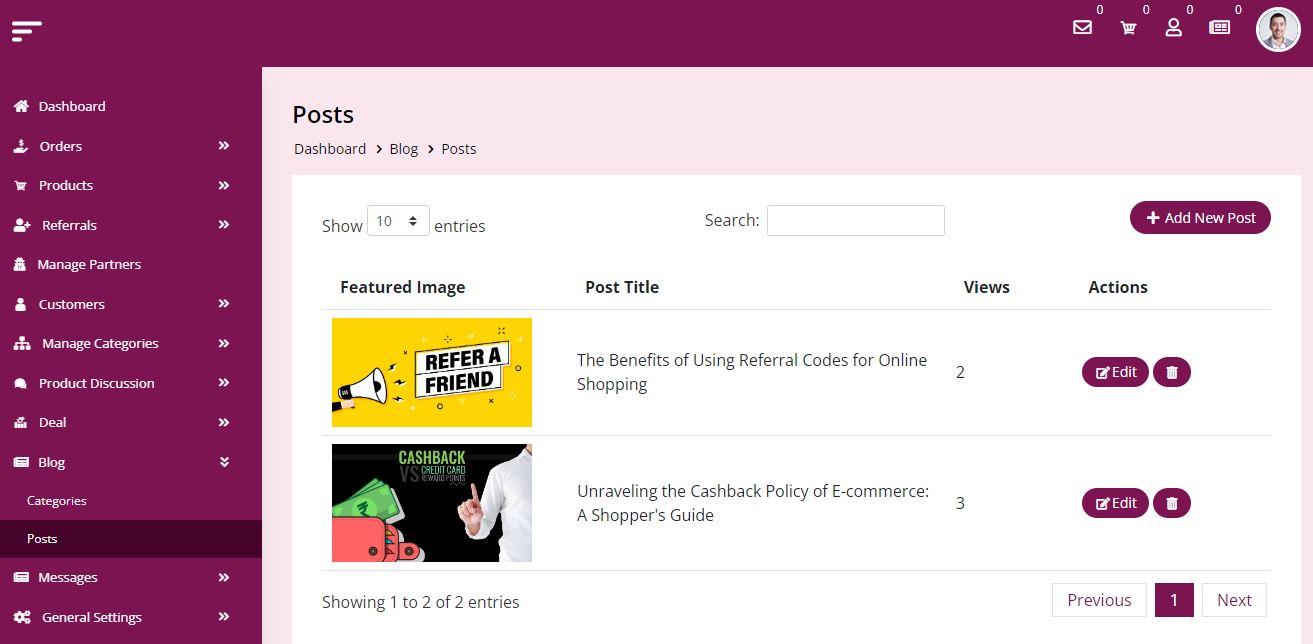 0
0
0
0
Dashboard
Orders
Products
Referrals
Manage Partners
Customers
Manage Categories
Product Discussion
Deal
Blog
Categories
Posts
Messages
General Settings
Posts
Dashboard > Blog > Posts
Show 10 entries
Search:
Add New Post
Featured Image Post Title Views Actions
REFER A
FRIEND
The Benefits of Using Referral Codes for Online
Shopping
2
Edit
CASHBACK
VS CREDIT CARD
REWARD POINTS
Unraveling the Cashback Policy of E-commerce:
A Shopper's Guide
3
Edit
Showing 1 to 2 of 2 entries
Previous 1 Next